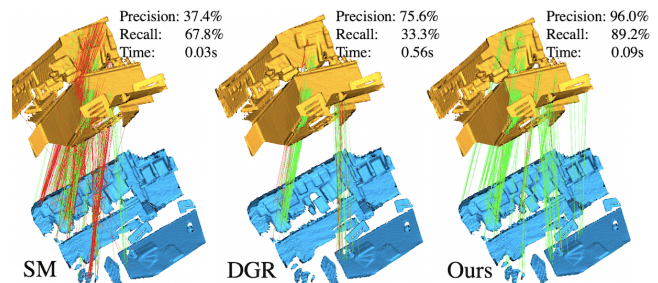 Precision: 37.4%
Recall: 67.8%
Time: 0.03s
Precision: 75.6%
Recall: 33.3%
Time: 0.56s
Precision: 96.0%
Recall: 89.2%
Time: 0.09s
SM
DGR
Ours